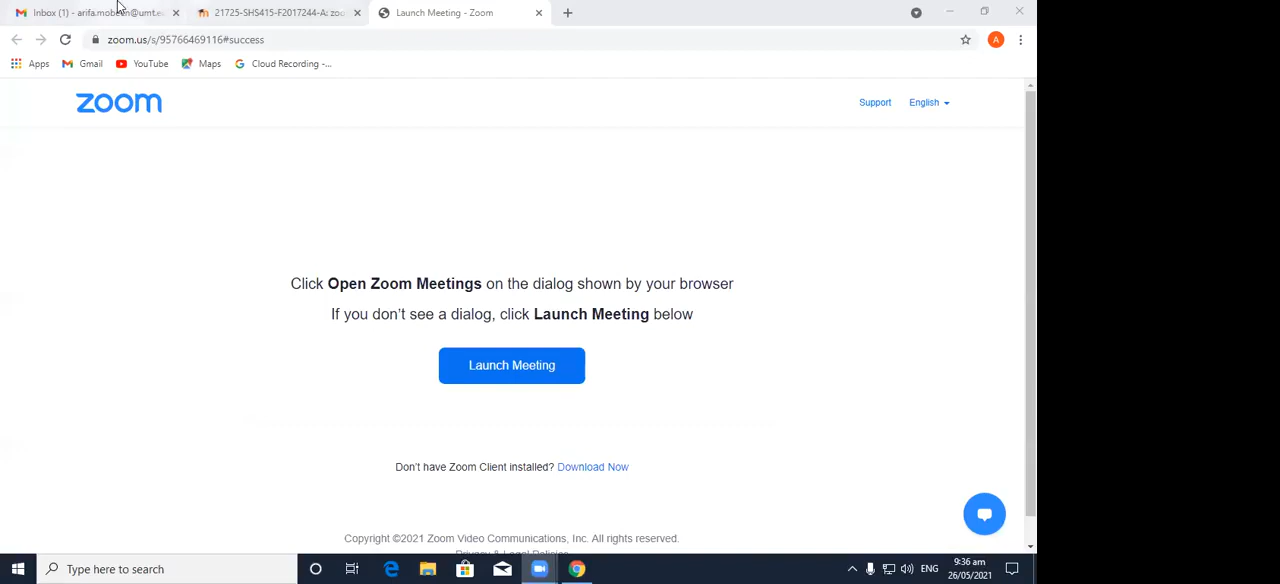 Inbox (1) - arifa.mobeen@umt.e
21725-SHS415-F2017244-A: zoo
Launch Meeting - Zoom
zoom.us/s/95766469116#success
A
Apps
Gmail
YouTube
Maps
Cloud Recording -...
zoom
Support
English
Click Open Zoom Meetings on the dialog shown by your browser
If you don't see a dialog, click Launch Meeting below
Launch Meeting
Don't have Zoom Client installed? Download Now
Copyright ©2021 Zoom Video Communications, Inc. All rights reserved.
Privacy & Legal Policies
Type here to search
ENG
9:36 am
26/05/2021